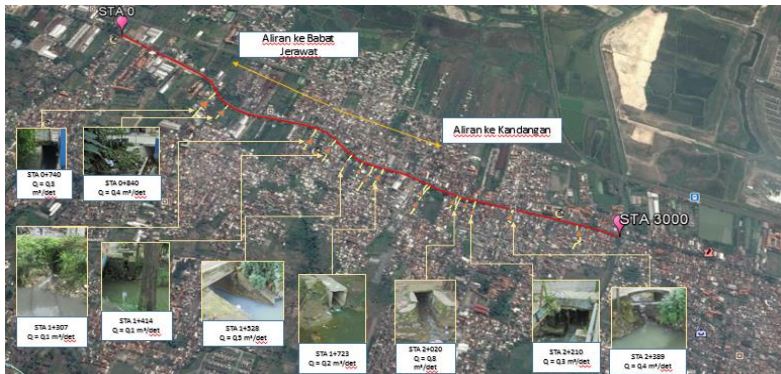 STA 0
Aliran ke Babat
Jerawat
Aliran ke Kandangan
STA 3000
STA 0+740
Q = 0,3
m³/det
STA 0+840
Q = 0,4 m³/det
STA 1+307
Q = 0,1 m³/det
STA 1+414
Q = 0,1 m³/det
STA 1+528
Q = 0,5 m³/det
STA 1+723
Q = 0,2 m³/det
STA 2+020
Q = 0,8
m³/det
STA 2+210
Q = 0,3 m³/det
STA 2+389
Q = 0,4 m³/det